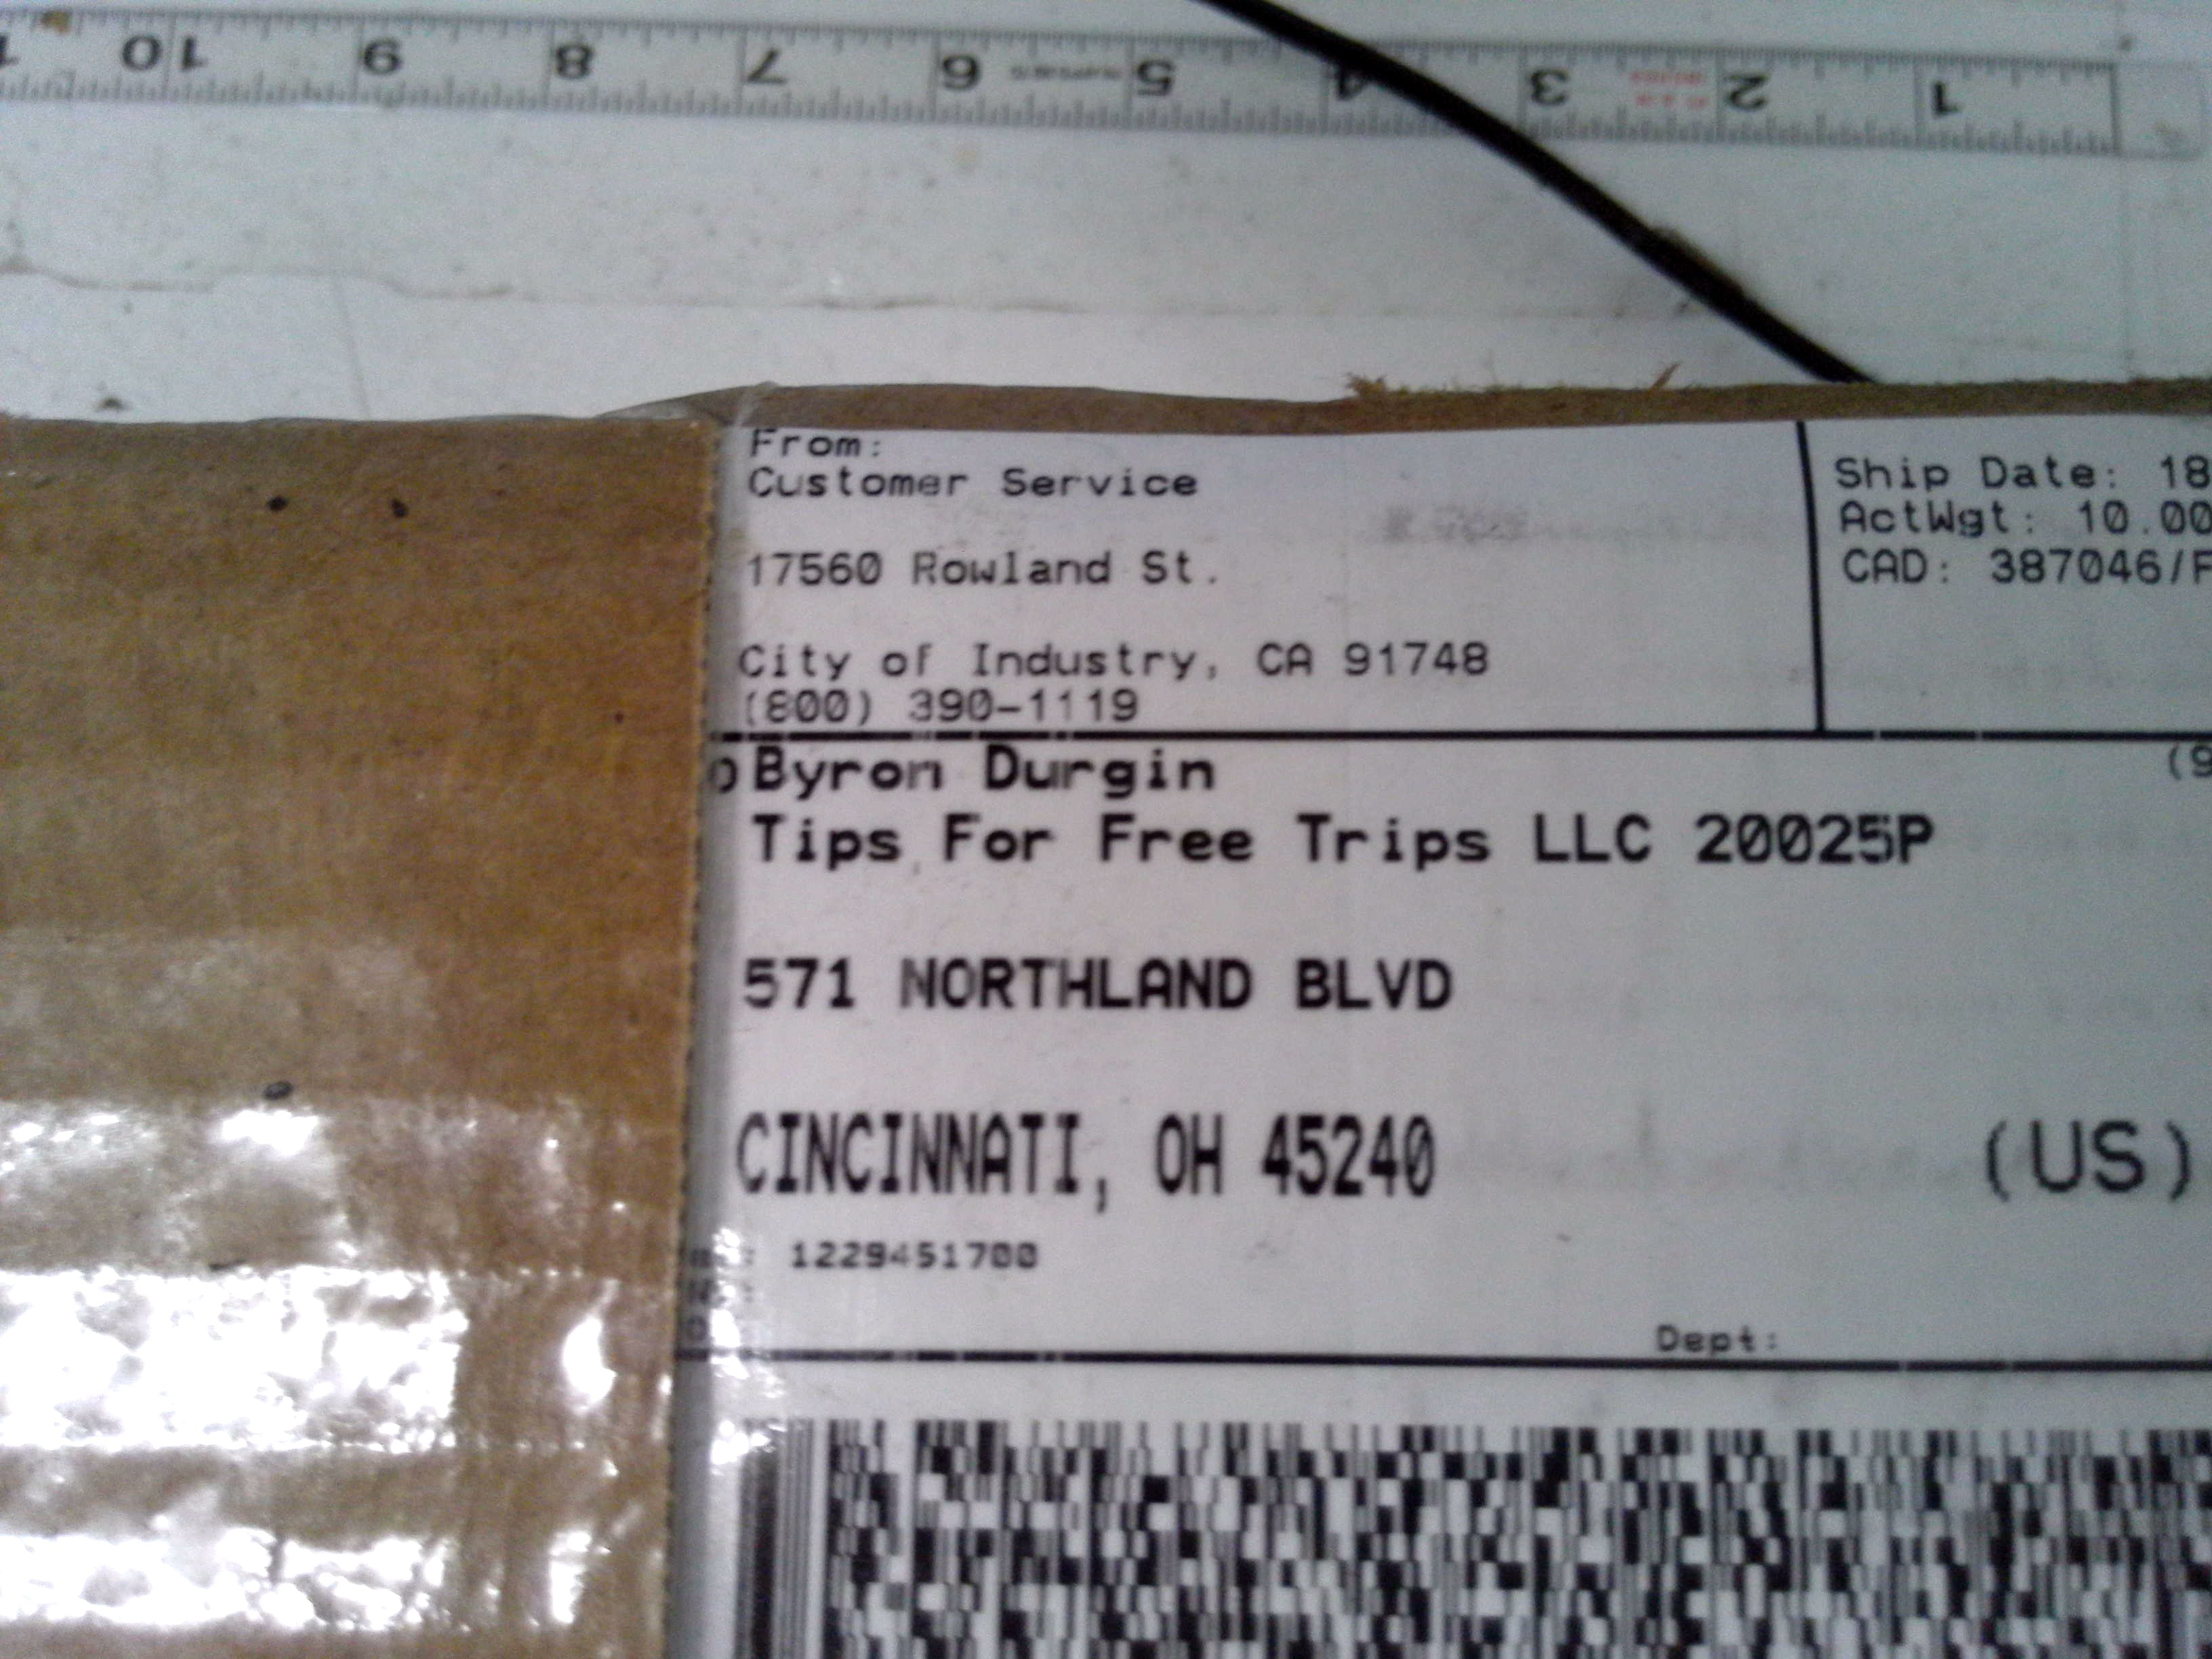 10 9 8 7 6 5 4 3 2 1
From:
Customer Service
17560 Rowland St.
City of Industry, CA 91748
(800) 390-1119
Ship Date: 18
ActWgt: 10.00
CAD: 387046/F
Byron Durgin
(9
Tips For Free Trips LLC 20025P
571 NORTHLAND BLVD
CINCINNATI, OH 45240
(US)
1229451700
Dept: